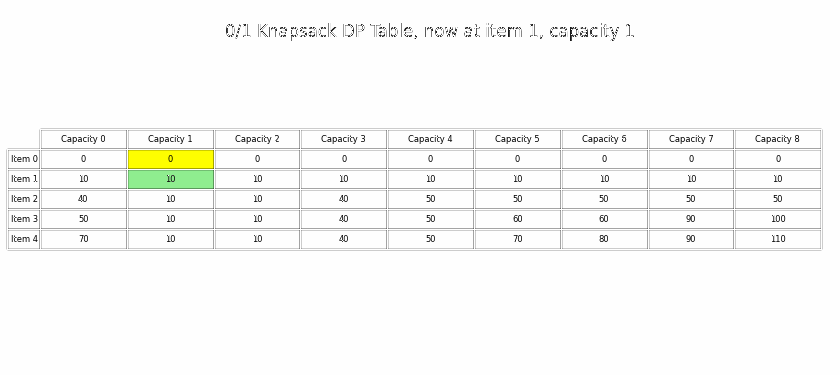 0/1 Knapsack DP Table, now at item 1, capacity 1
Capacity 0 Capacity 1 Capacity 2 Capacity 3 Capacity 4 Capacity 5 Capacity 6 Capacity 7 Capacity 8
Item 0 0 0 0 0 0 0 0 0 0
Item 1 10 10 10 10 10 10 10 10 10
Item 2 40 10 10 40 50 50 50 50 50
Item 3 50 10 10 40 50 60 60 90 100
Item 4 70 10 10 40 50 70 80 90 110